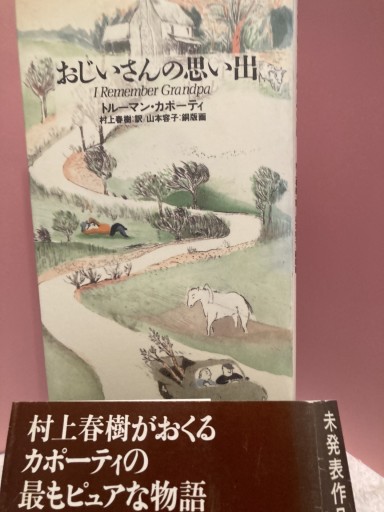 おじいさんの思い出
I Remember Grandpa
トルーマン・カポーティ
村上春樹:訳/山本容子:銅版画
村上春樹がおくる
カポーティの
最もピュアな物語
未発表作品